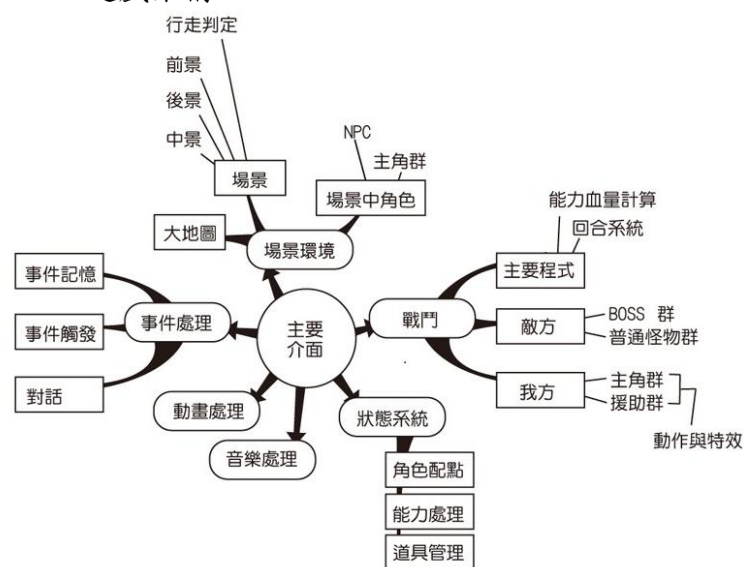 行走判定
前景
後景
中景
NPC
主角群
場景
場景中角色
能力血量計算
回合系統
大地圖
場景環境
主要程式
事件記憶
事件處理
主要
介面
戰鬥
敵方
BOSS 群
普通怪物群
事件觸發
對話
我方
主角群
援助群
動作與特效
動畫處理
狀態系統
音樂處理
角色配點
能力處理
道具管理